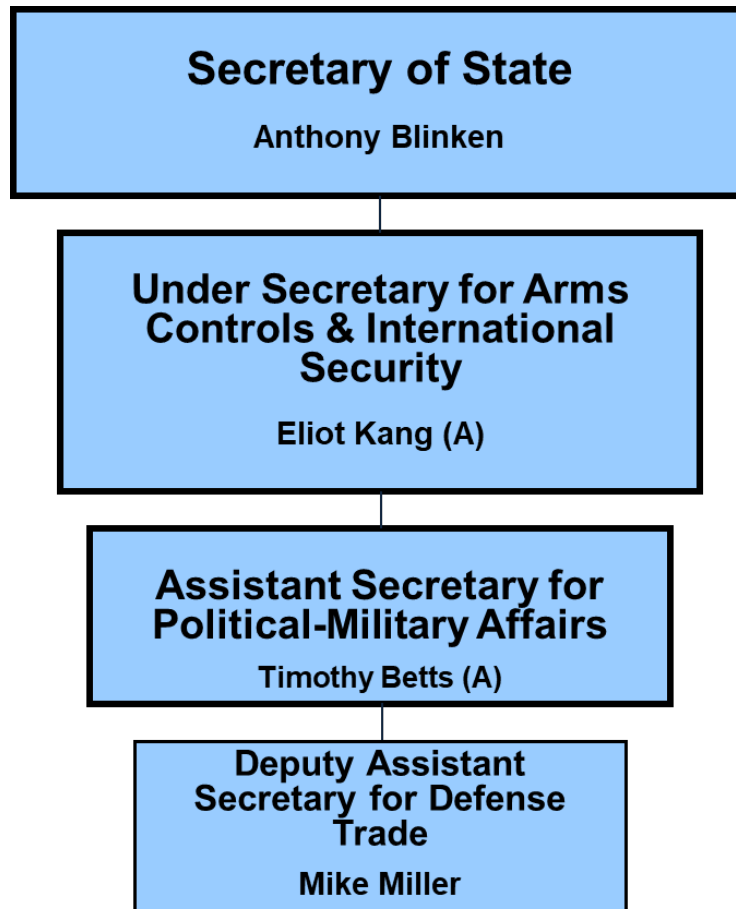 Secretary of State
Anthony Blinken
Under Secretary for Arms
Controls & International
Security
Eliot Kang (A)
Assistant Secretary for
Political-Military Affairs
Timothy Betts (A)
Deputy Assistant
Secretary for Defense
Trade
Mike Miller